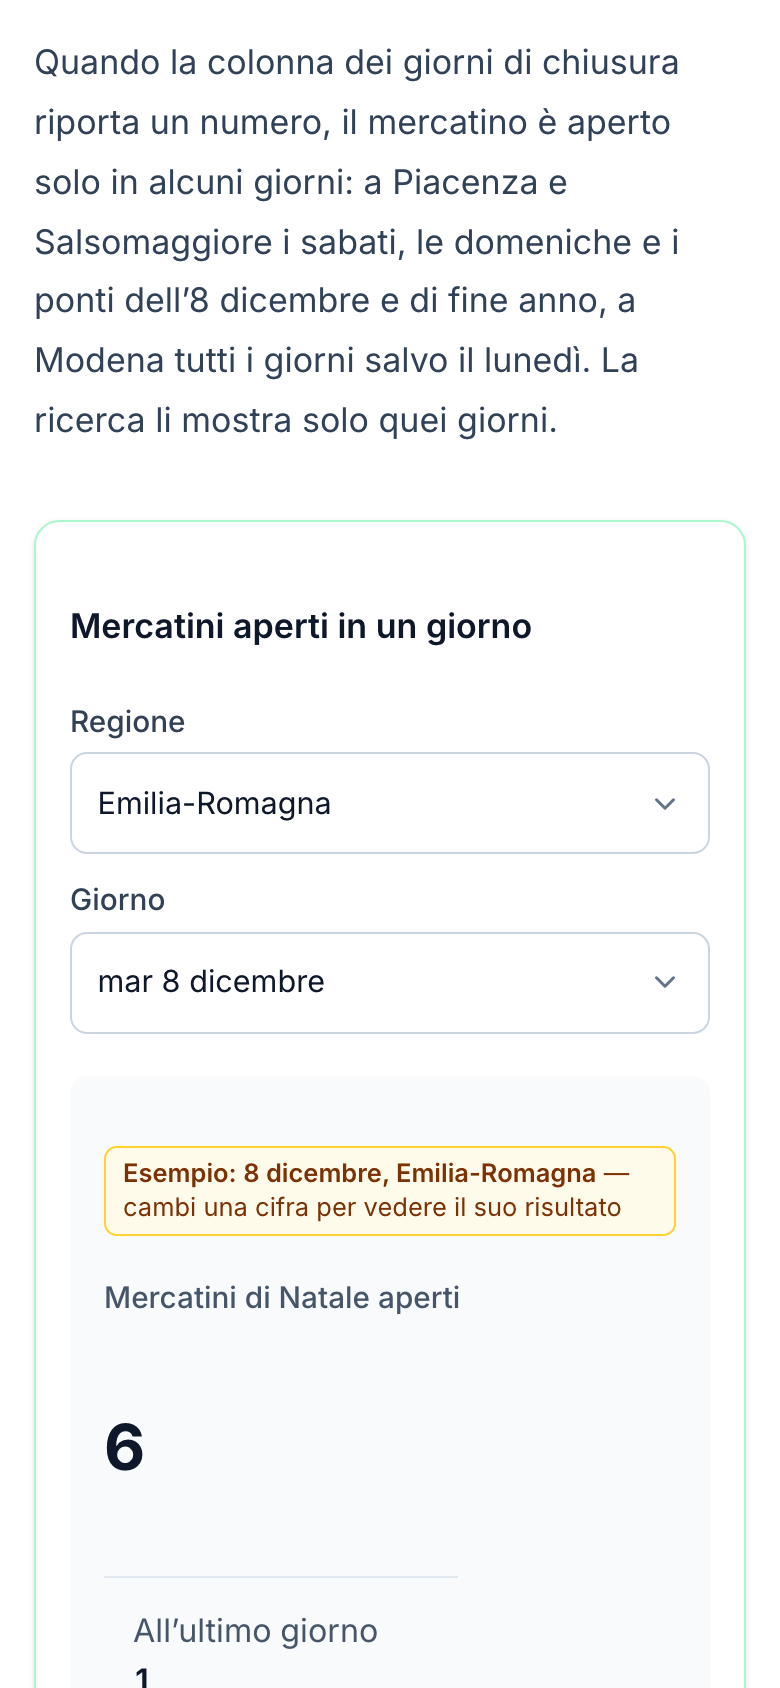 Quando la colonna dei giorni di chiusura
riporta un numero, il mercatino è aperto
solo in alcuni giorni: a Piacenza e
Salsomaggiore i sabati, le domeniche e i
ponti dell’8 dicembre e di fine anno, a
Modena tutti i giorni salvo il lunedì. La
ricerca li mostra solo quei giorni.
Mercatini aperti in un giorno
Regione
Emilia-Romagna
Giorno
mar 8 dicembre
Esempio: 8 dicembre, Emilia-Romagna —
cambi una cifra per vedere il suo risultato
Mercatini di Natale aperti
6
All’ultimo giorno
1